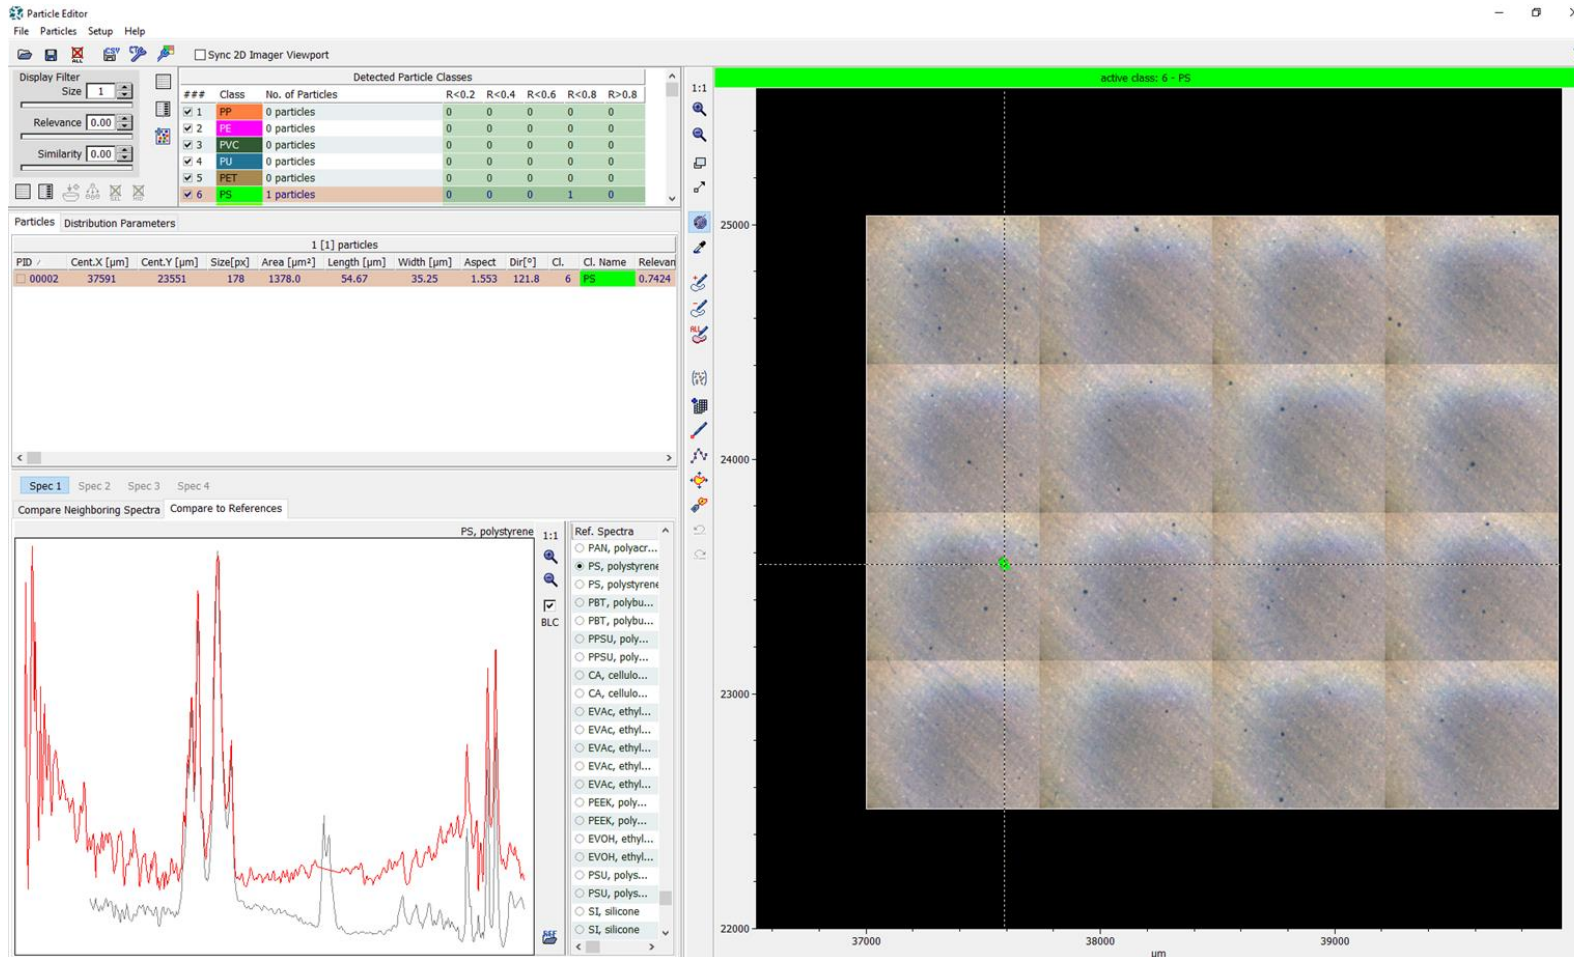 Particle Editor
File Particles Setup Help
CSV
ALL
Sync 2D Imager Viewport
Display Filter
Size 1
Relevance 0.00
Similarity 0.00
Detected Particle Classes
### Class No. of Particles R<0.2 R<0.4 R<0.6 R<0.8 R>0.8
1 PP 0 particles 0 0 0 0 0
2 PE 0 particles 0 0 0 0 0
3 PVC 0 particles 0 0 0 0 0
4 PU 0 particles 0 0 0 0 0
5 PET 0 particles 0 0 0 0 0
6 PS 1 particles 0 0 0 1 0
Particles Distribution Parameters
1 [1] particles
PID Cent.X [µm] Cent.Y [µm] Size[px] Area [µm²] Length [µm] Width [µm] Aspect Dir[°] Cl. Cl. Name Relevan
00002 37591 23551 178 1378.0 54.67 35.25 1.553 121.8 6 PS 0.7424
Spec 1 Spec 2 Spec 3 Spec 4
Compare Neighboring Spectra Compare to References
PS, polystyrene
1:1
BLC
Ref. Spectra
PAN, polyacr...
PS, polystyrene
PS, polystyrene
PBT, polybu...
PBT, polybu...
PPSU, poly...
PPSU, poly...
CA, cellulo...
CA, cellulo...
EVAc, ethyl...
EVAc, ethyl...
EVAc, ethyl...
EVAc, ethyl...
EVAc, ethyl...
PEEK, poly...
PEEK, poly...
EVOH, ethyl...
EVOH, ethyl...
PSU, polys...
PSU, polys...
SI, silicone
SI, silicone
1:1
ALL
active class: 6 - PS
25000
24000
23000
22000
37000 38000 39000
µm